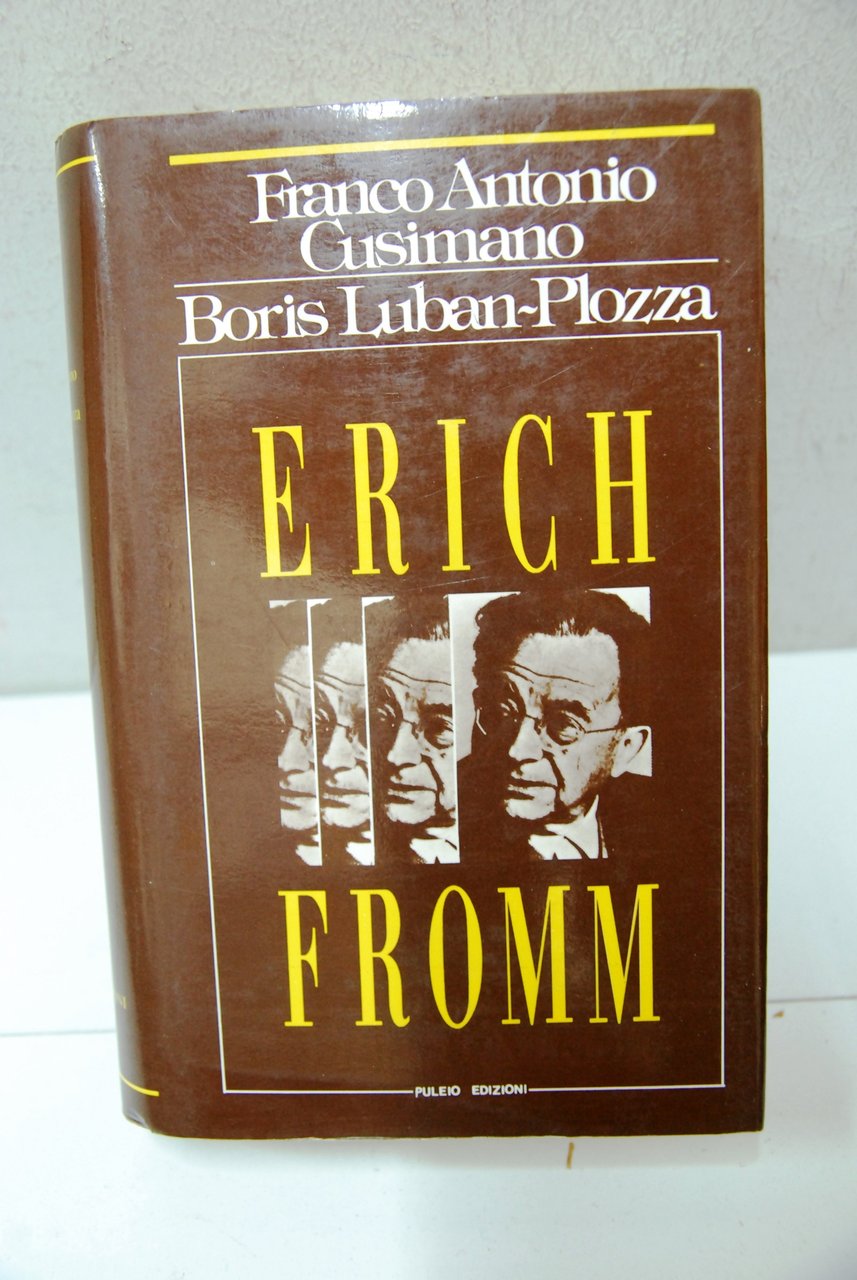 Franco Antonio
Cusimano
Boris Luban-Plozza
ERICH
FROMM
PULEIO EDIZIONI